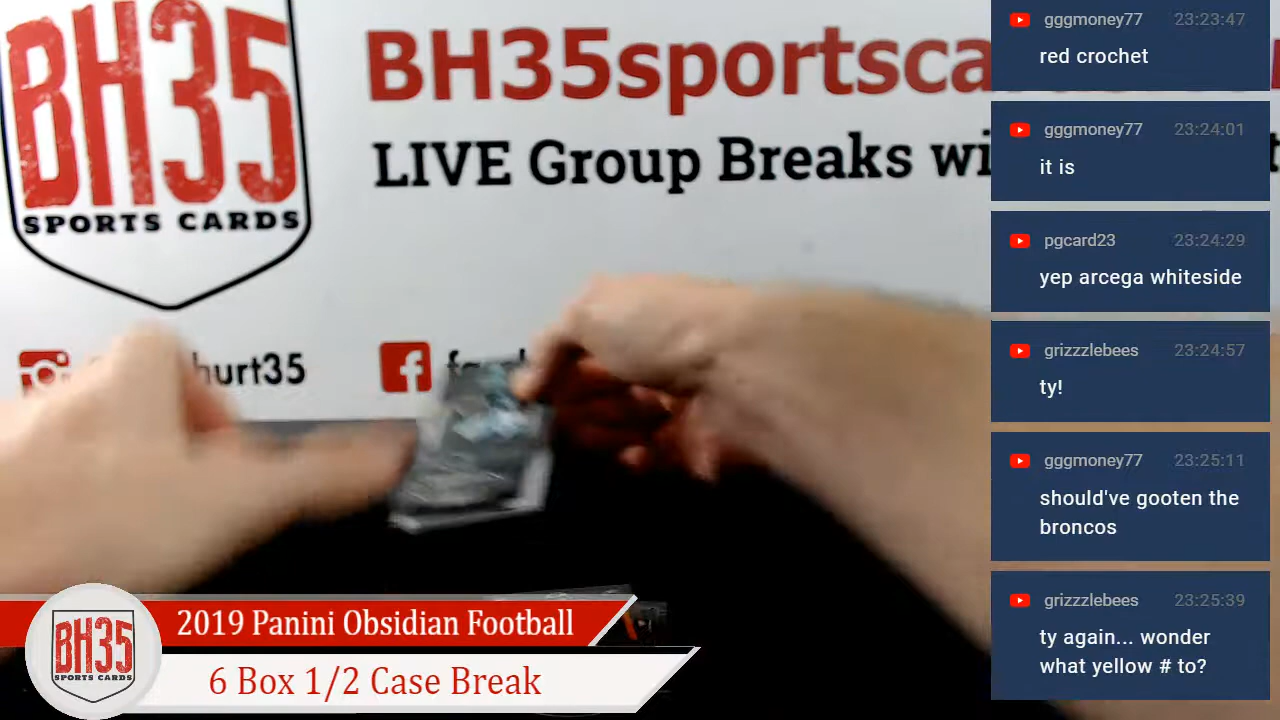 BH35
SPORTS CARDS
BH35sportsca
LIVE Group Breaks wi
hurt35
gggmoney77 23:23:47
red crochet
gggmoney77 23:24:01
it is
pgcard23 23:24:29
yep arcega whiteside
grizzzlebees 23:24:57
ty!
gggmoney77 23:25:11
should've gooten the
broncos
grizzzlebees 23:25:39
ty again... wonder
what yellow # to?
BH35
SPORTS CARDS
2019 Panini Obsidian Football
6 Box 1/2 Case Break